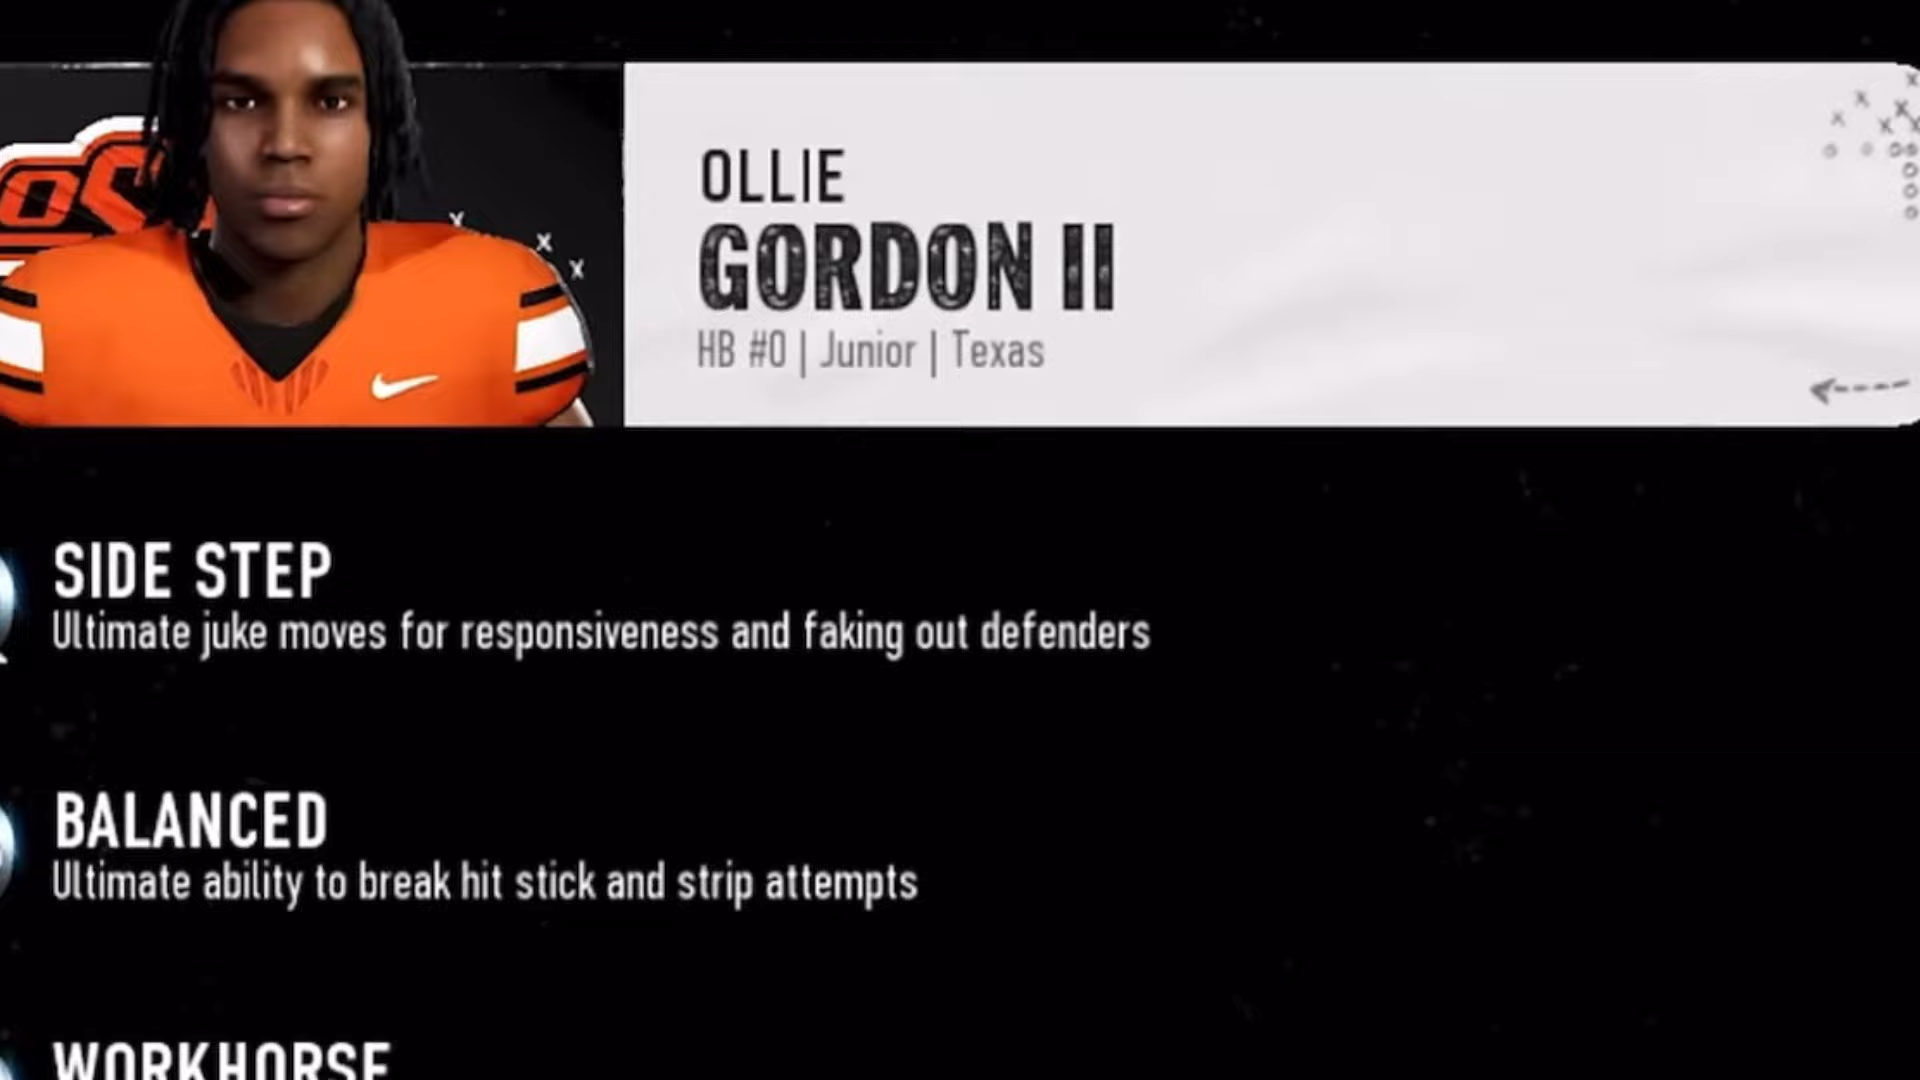 OSU
OLLIE
GORDON II
HB #0 | Junior | Texas
SIDE STEP
Ultimate juke moves for responsiveness and faking out defenders
BALANCED
Ultimate ability to break hit stick and strip attempts
WORKHORSE